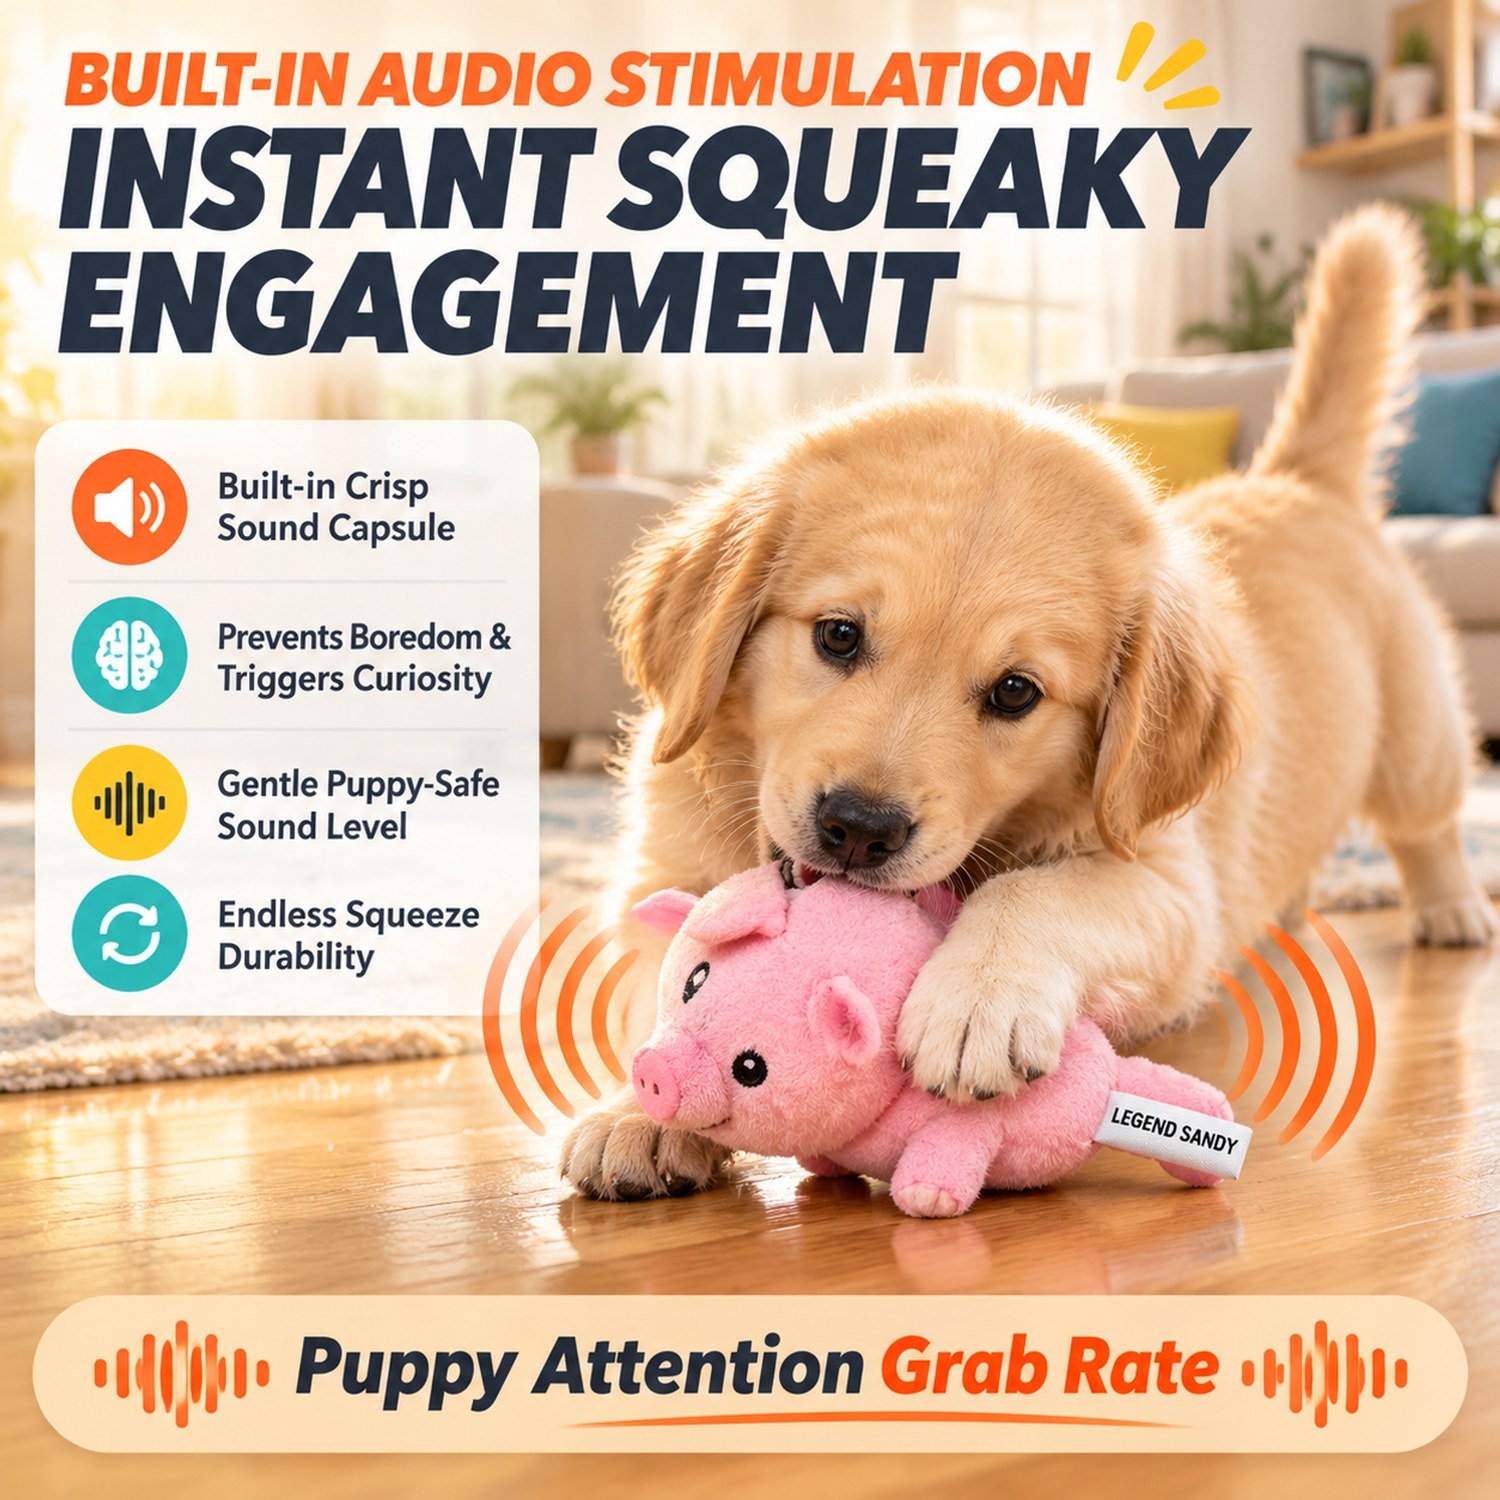 BUILT-IN AUDIO STIMULATION
INSTANT SQUEAKY
ENGAGEMENT
Built-in Crisp
Sound Capsule
Prevents Boredom &
Triggers Curiosity
Gentle Puppy-Safe
Sound Level
Endless Squeeze
Durability
LEGEND SANDY
Puppy Attention Grab Rate